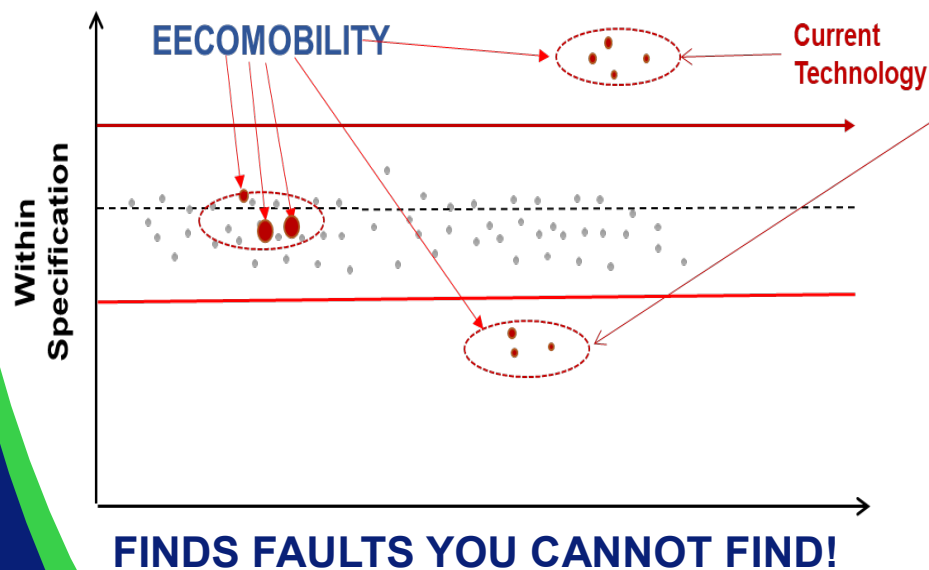 EECOMOBILITY
Current
Technology
Within
Specification
FINDS FAULTS YOU CANNOT FIND!